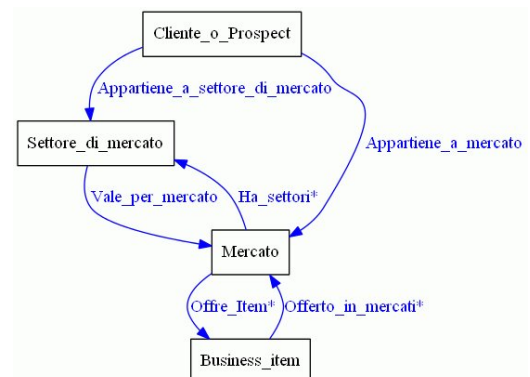 Cliente_o_Prospect
Appartiene_a_settore_di_mercato
Settore_di_mercato
Appartiene_a_mercato
Vale_per_mercato
Ha_settori*
Mercato
Offre_Item*
Offerto_in_mercati*
Business_item